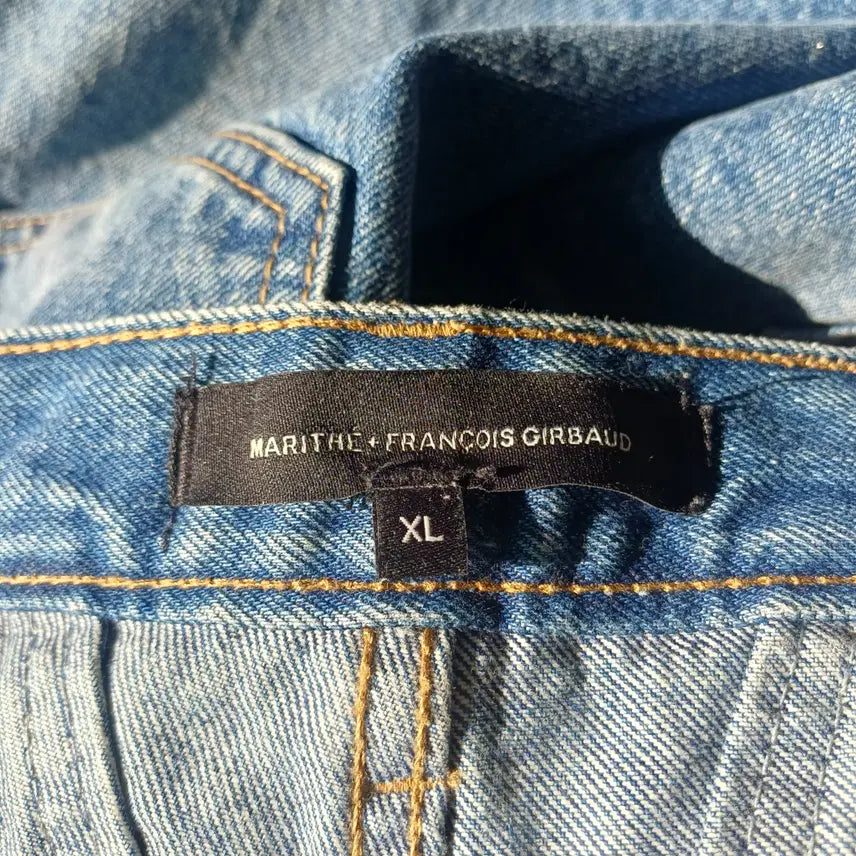 MARITHÉ + FRANÇOIS GIRBAUD
XL